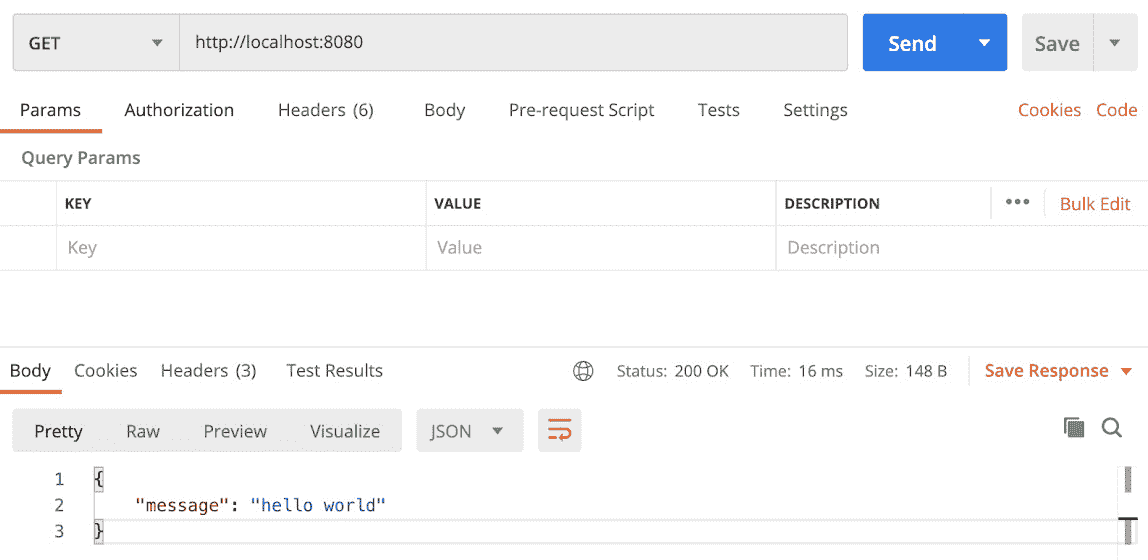 GET http://localhost:8080 Send Save
Params Authorization Headers (6) Body Pre-request Script Tests Settings Cookies Code
Query Params
KEY VALUE DESCRIPTION ••• Bulk Edit
Key Value Description
Body Cookies Headers (3) Test Results Status: 200 OK Time: 16 ms Size: 148 B Save Response
Pretty Raw Preview Visualize JSON
1 {
2 "message": "hello world"
3 }